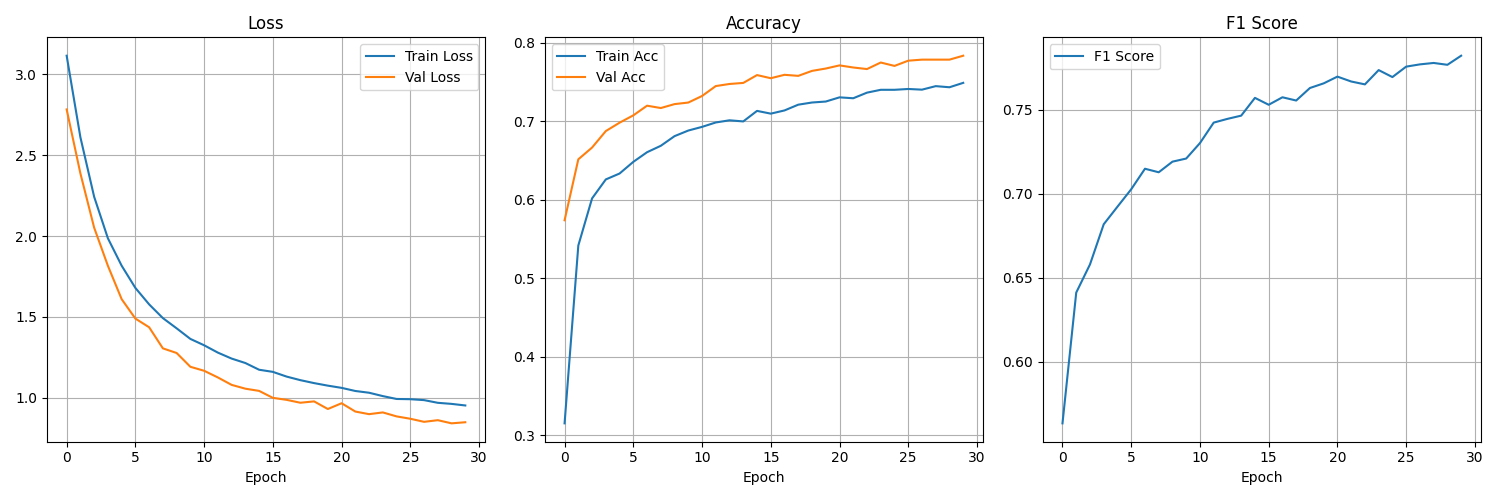 Loss
Train Loss
Val Loss
3.0
2.5
2.0
1.5
1.0
0 5 10 15 20 25 30
Epoch
Accuracy
Train Acc
Val Acc
0.8
0.7
0.6
0.5
0.4
0.3
0 5 10 15 20 25 30
Epoch
F1 Score
F1 Score
0.75
0.70
0.65
0.60
0 5 10 15 20 25 30
Epoch